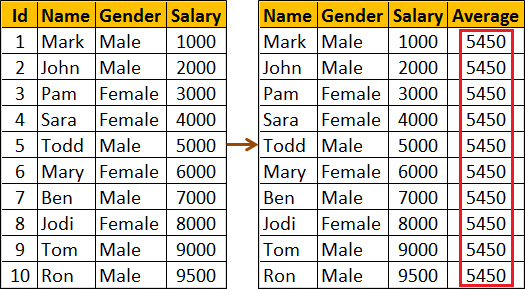 Id Name Gender Salary
1 Mark Male 1000
2 John Male 2000
3 Pam Female 3000
4 Sara Female 4000
5 Todd Male 5000
6 Mary Female 6000
7 Ben Male 7000
8 Jodi Female 8000
9 Tom Male 9000
10 Ron Male 9500
Name Gender Salary Average
Mark Male 1000 5450
John Male 2000 5450
Pam Female 3000 5450
Sara Female 4000 5450
Todd Male 5000 5450
Mary Female 6000 5450
Ben Male 7000 5450
Jodi Female 8000 5450
Tom Male 9000 5450
Ron Male 9500 5450